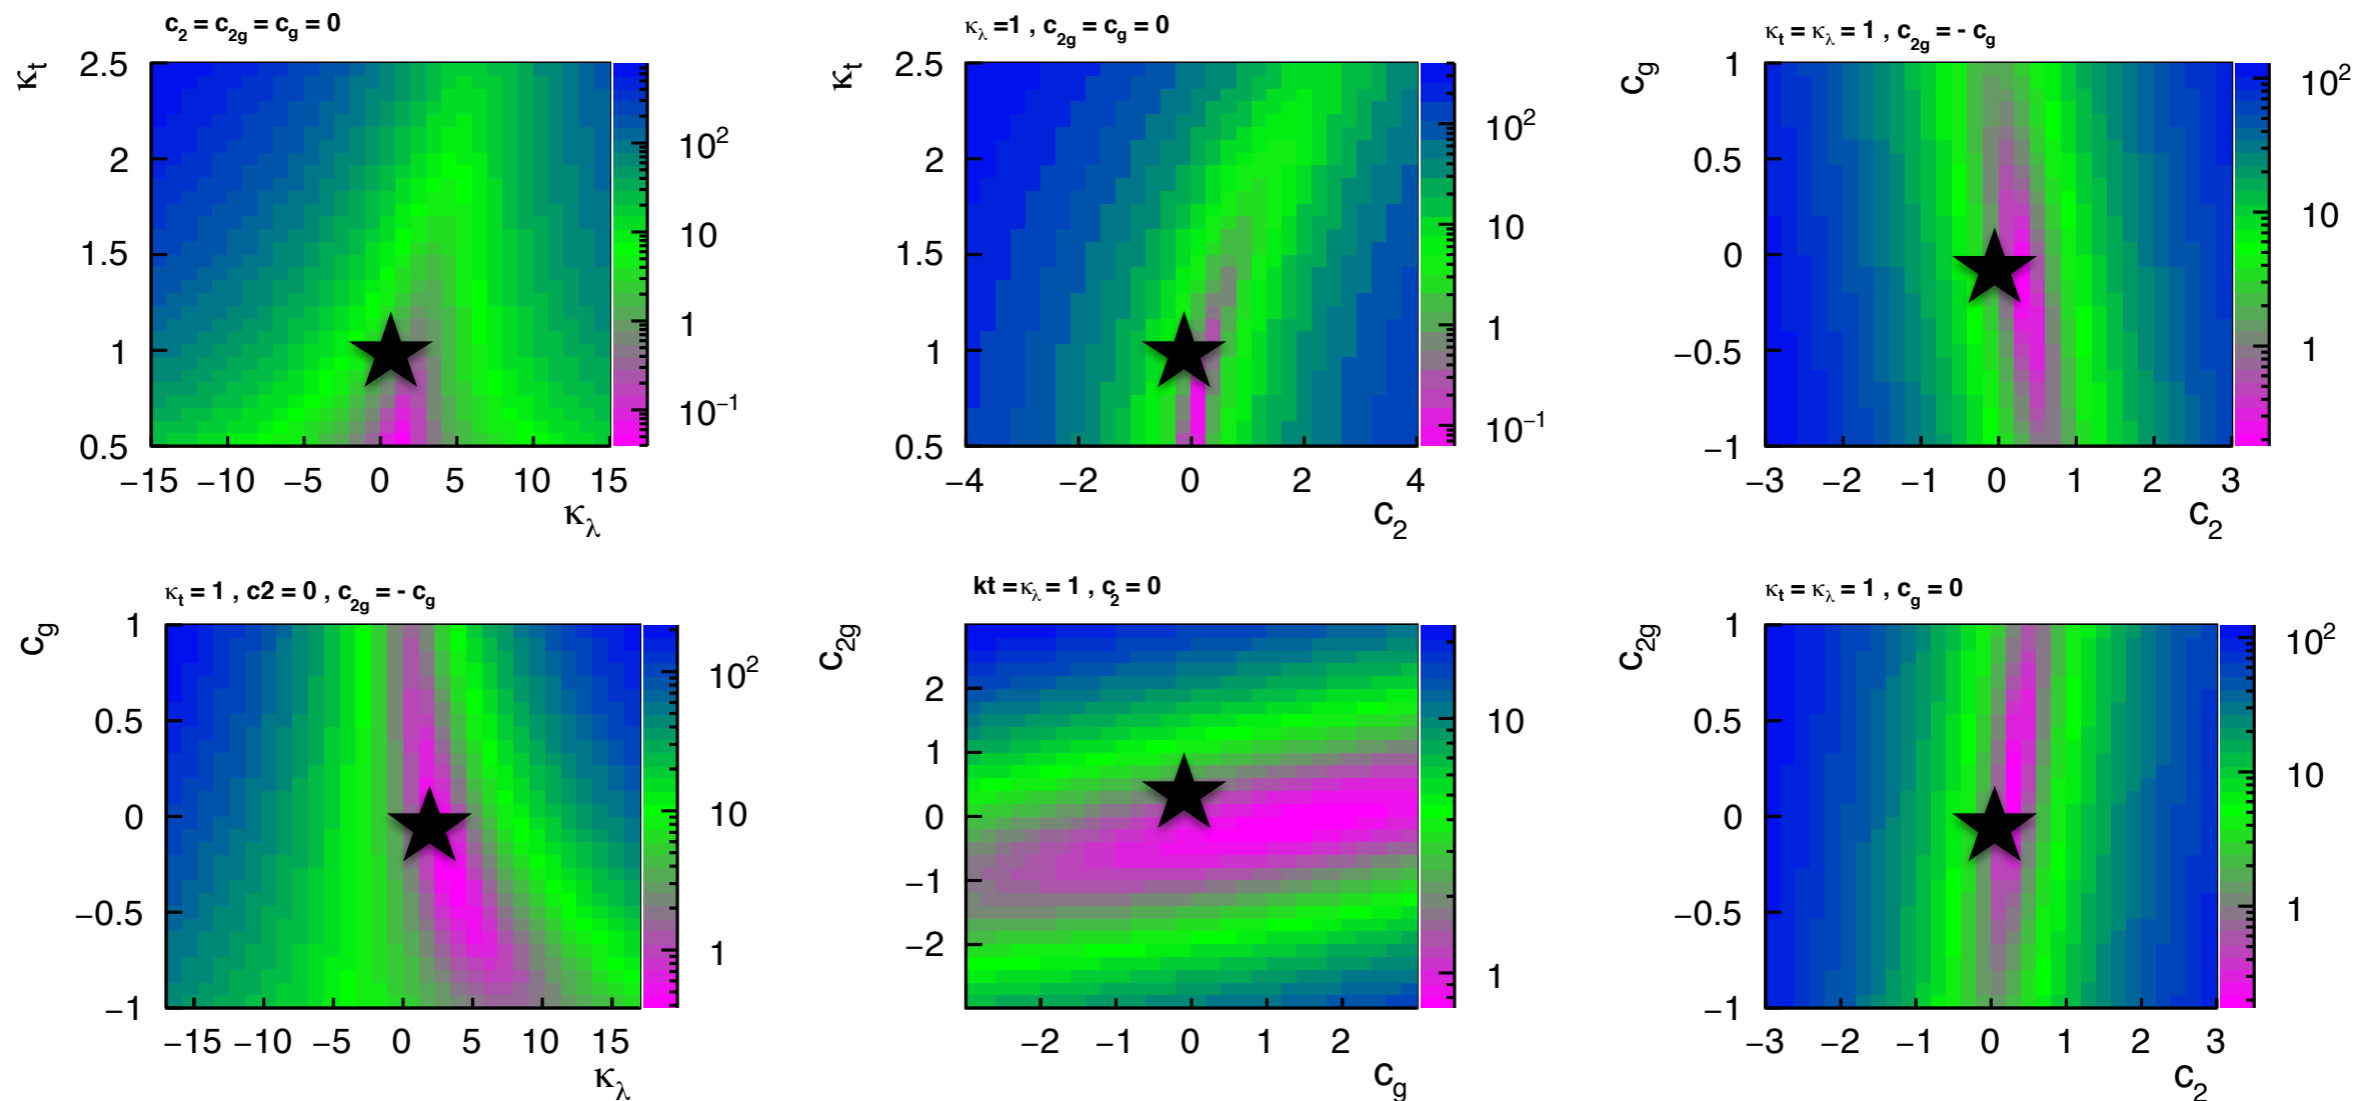 c2 = c2g = cg = 0
κt
2.5
2
1.5
1
0.5
−15 −10 −5 0 5 10 15
κλ
10²
10
1
10⁻¹
κλ =1 , c2g = cg = 0
κt
2.5
2
1.5
1
0.5
−4 −2 0 2 4
c2
10²
10
1
10⁻¹
κt = κλ = 1 , c2g = - cg
cg
1
0.5
0
−0.5
−1
−3 −2 −1 0 1 2 3
c2
10²
10
1
κt = 1 , c2 = 0 , c2g = - cg
cg
1
0.5
0
−0.5
−1
−15 −10 −5 0 5 10 15
κλ
10²
10
1
kt = κλ = 1 , c2 = 0
c2g
2
1
0
−1
−2
−2 −1 0 1 2
cg
10
1
κt = κλ = 1 , cg = 0
c2g
1
0.5
0
−0.5
−1
−3 −2 −1 0 1 2 3
c2
10²
10
1